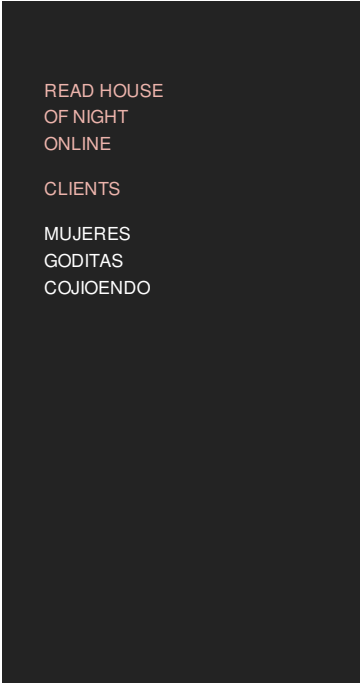 READ HOUSE
OF NIGHT
ONLINE
CLIENTS
MUJERES
GODITAS
COJIOENDO